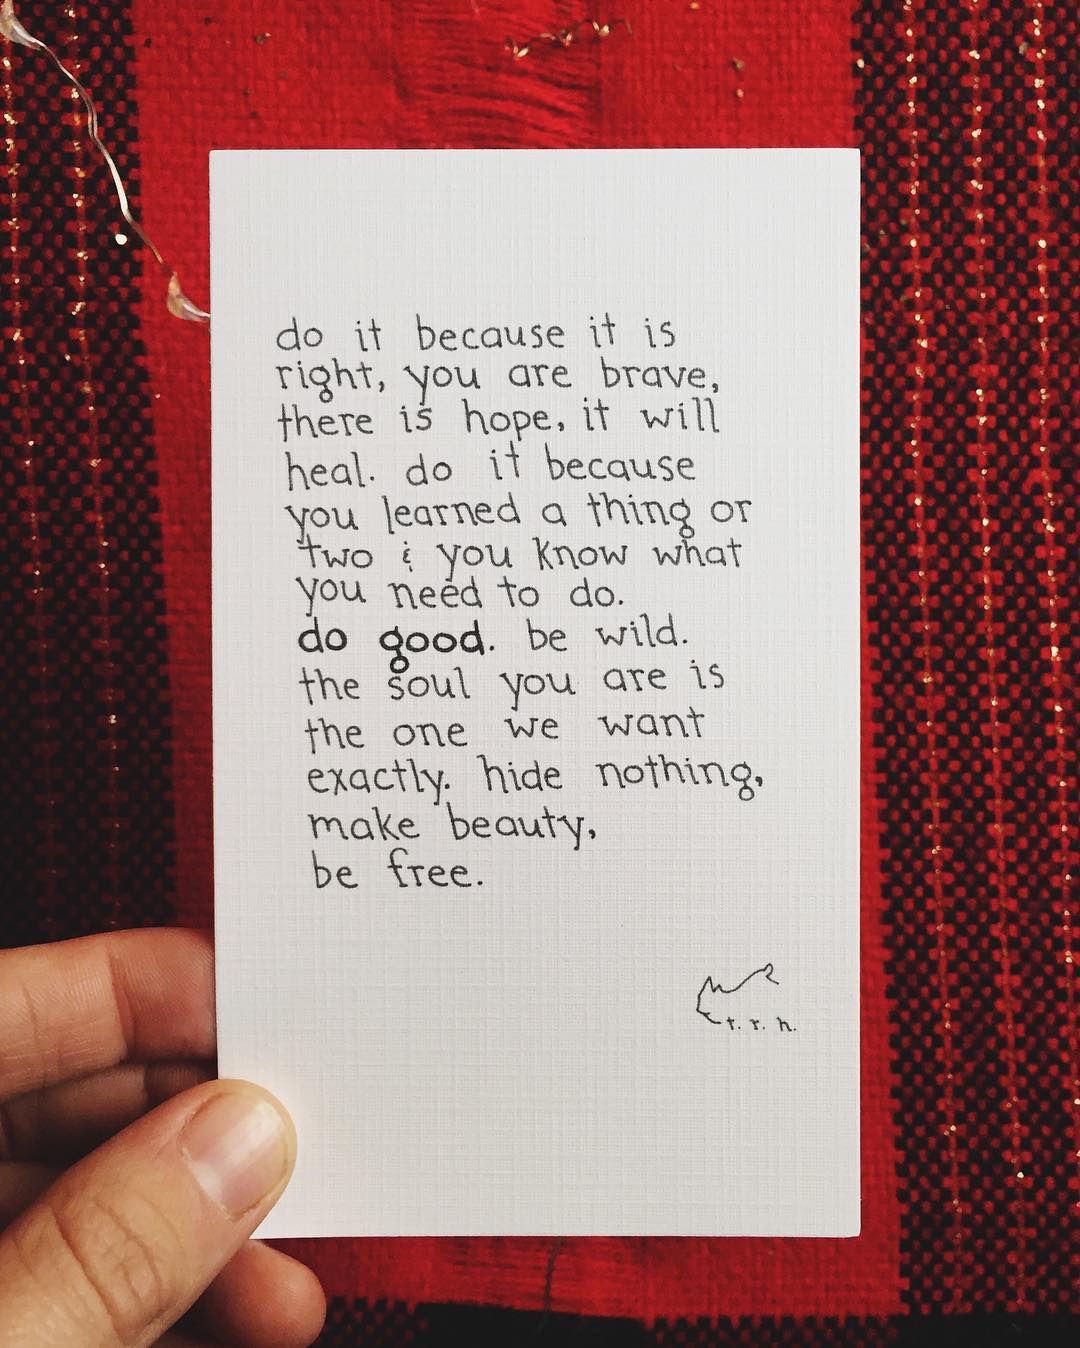 do it because it is
right, you are brave,
there is hope, it will
heal. do it because
you learned a thing or
two & you know what
you need to do.
do good. be wild.
the soul you are is
the one we want
exactly. hide nothing,
make beauty,
be free.
t. r. h.